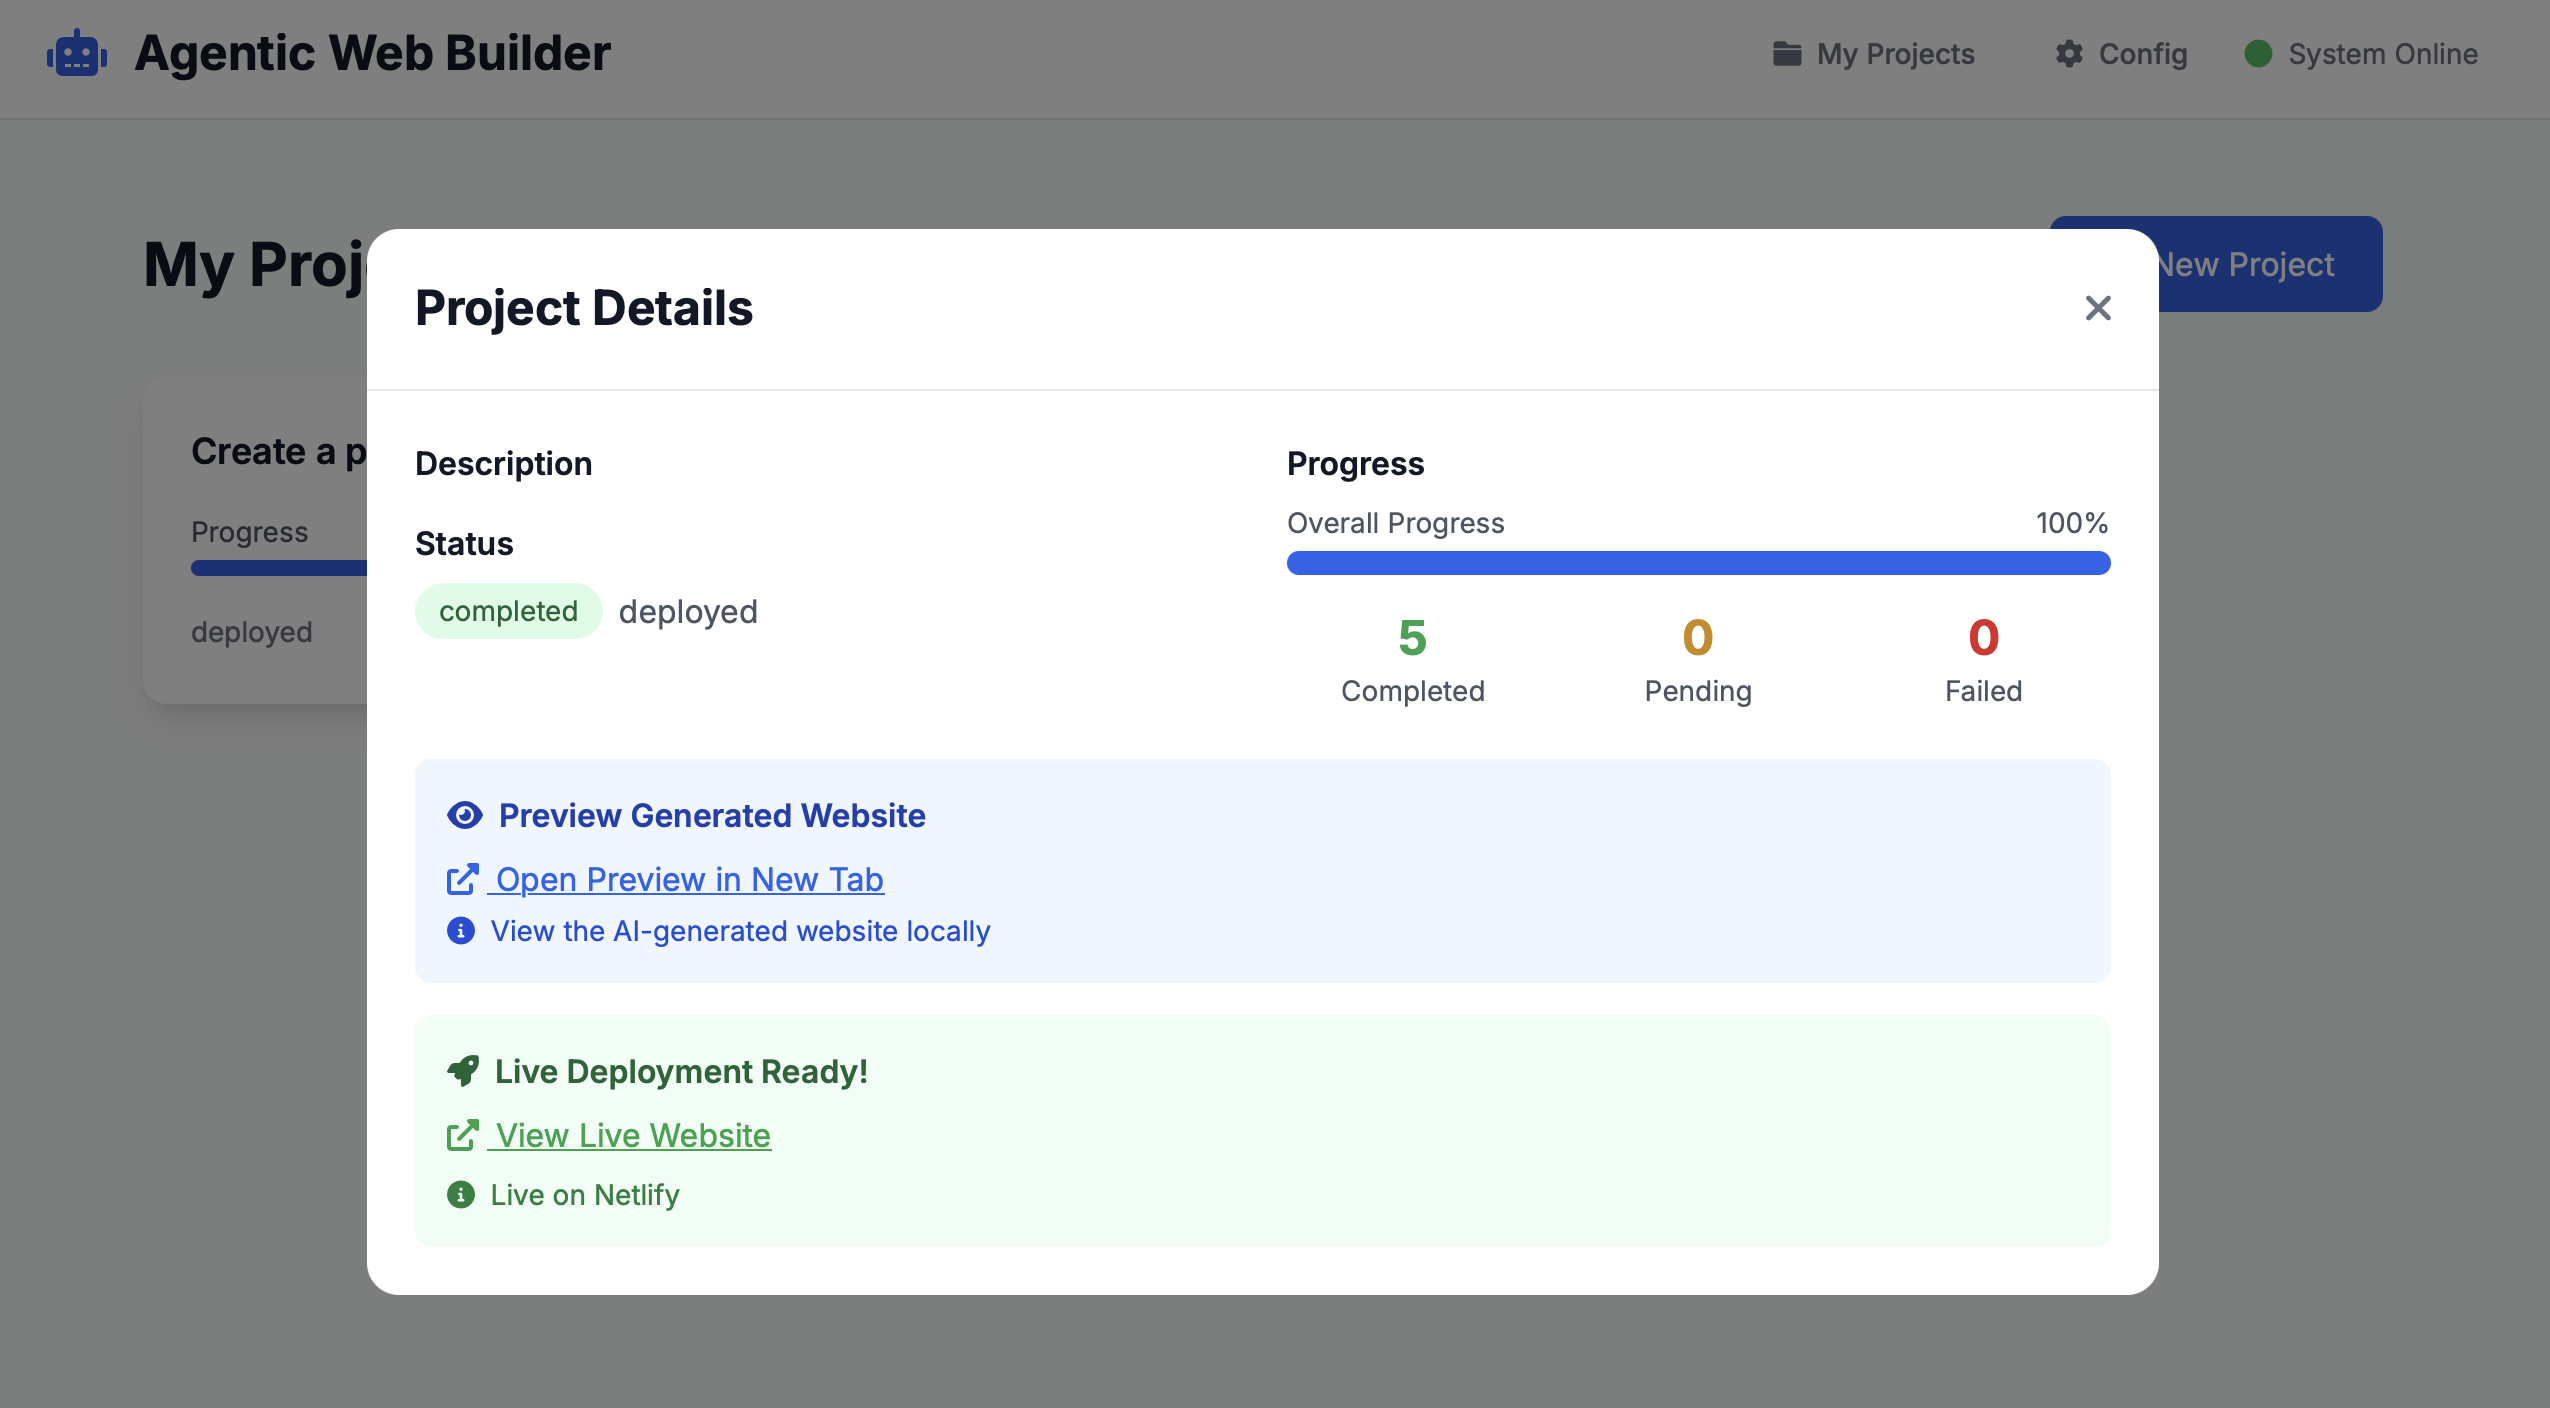 Agentic Web Builder
My Projects
Config
System Online
My Proj
New Project
Project Details
Create a p
Progress
deployed
Description
Status
completed deployed
Progress
Overall Progress 100%
5 0 0
Completed Pending Failed
Preview Generated Website
Open Preview in New Tab
View the AI-generated website locally
Live Deployment Ready!
View Live Website
Live on Netlify